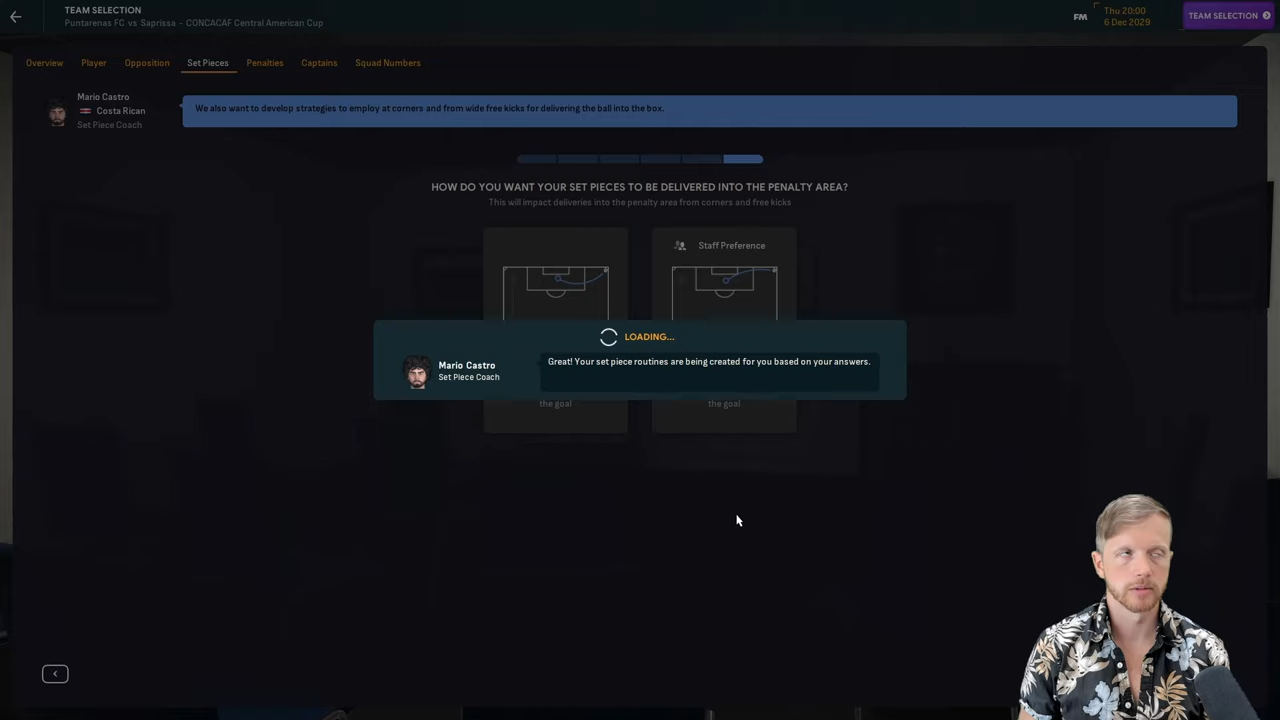 TEAM SELECTION
Puntarenas FC vs Saprissa - CONCACAF Central American Cup
FM
Thu 20:00
6 Dec 2029
TEAM SELECTION
Overview
Player
Opposition
Set Pieces
Penalties
Captains
Squad Numbers
Mario Castro
Costa Rican
Set Piece Coach
We also want to develop strategies to employ at corners and from wide free kicks for delivering the ball into the box.
HOW DO YOU WANT YOUR SET PIECES TO BE DELIVERED INTO THE PENALTY AREA?
This will impact deliveries into the penalty area from corners and free kicks
Staff Preference
LOADING...
Mario Castro
Set Piece Coach
Great! Your set piece routines are being created for you based on your answers.
the goal
the goal